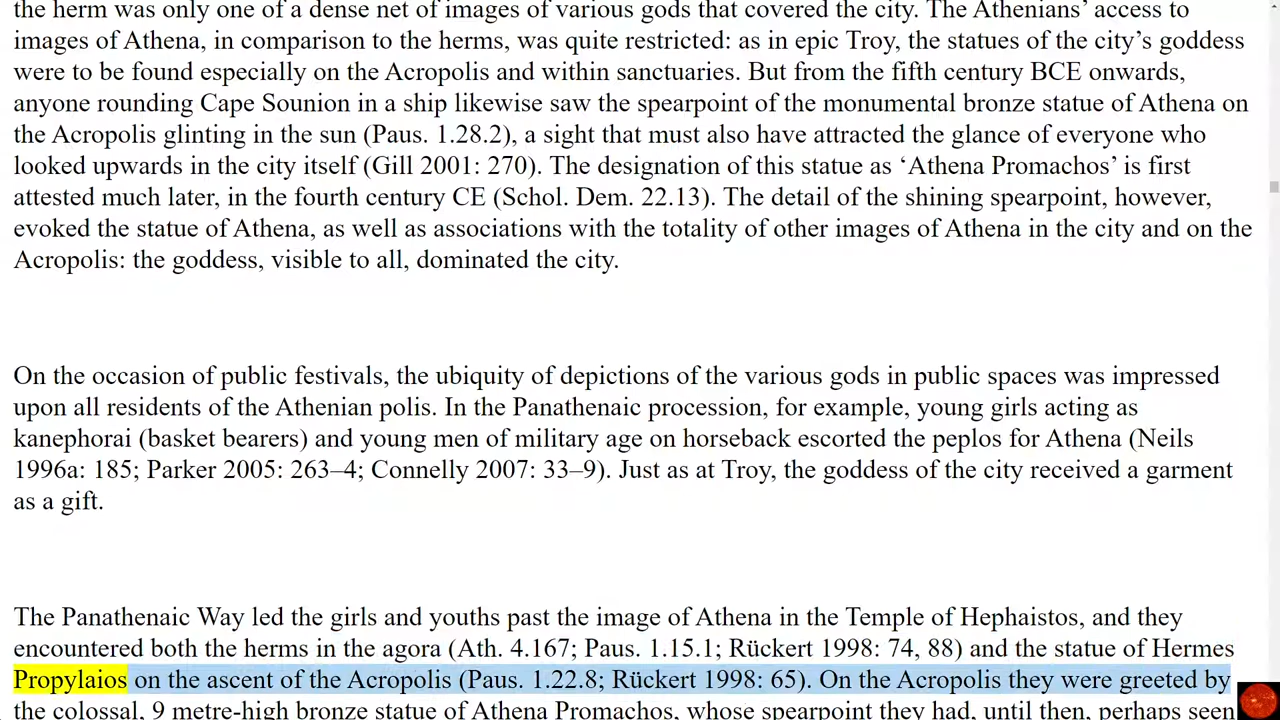 the herm was only one of a dense net of images of various gods that covered the city. The Athenians’ access to
images of Athena, in comparison to the herms, was quite restricted: as in epic Troy, the statues of the city’s goddess
were to be found especially on the Acropolis and within sanctuaries. But from the fifth century BCE onwards,
anyone rounding Cape Sounion in a ship likewise saw the spearpoint of the monumental bronze statue of Athena on
the Acropolis glinting in the sun (Paus. 1.28.2), a sight that must also have attracted the glance of everyone who
looked upwards in the city itself (Gill 2001: 270). The designation of this statue as ‘Athena Promachos’ is first
attested much later, in the fourth century CE (Schol. Dem. 22.13). The detail of the shining spearpoint, however,
evoked the statue of Athena, as well as associations with the totality of other images of Athena in the city and on the
Acropolis: the goddess, visible to all, dominated the city.
On the occasion of public festivals, the ubiquity of depictions of the various gods in public spaces was impressed
upon all residents of the Athenian polis. In the Panathenaic procession, for example, young girls acting as
kanephorai (basket bearers) and young men of military age on horseback escorted the peplos for Athena (Neils
1996a: 185; Parker 2005: 263–4; Connelly 2007: 33–9). Just as at Troy, the goddess of the city received a garment
as a gift.
The Panathenaic Way led the girls and youths past the image of Athena in the Temple of Hephaistos, and they
encountered both the herms in the agora (Ath. 4.167; Paus. 1.15.1; Rückert 1998: 74, 88) and the statue of Hermes
Propylaios on the ascent of the Acropolis (Paus. 1.22.8; Rückert 1998: 65). On the Acropolis they were greeted by
the colossal, 9 metre-high bronze statue of Athena Promachos, whose spearpoint they had, until then, perhaps seen